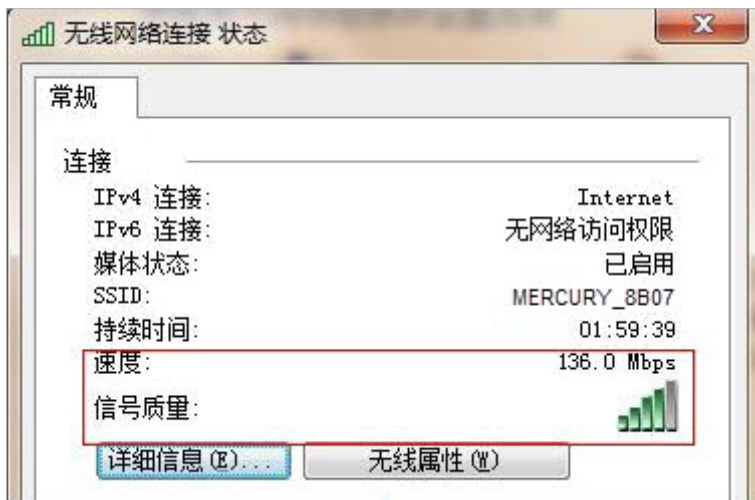 无线网络连接 状态
常规
连接
IPv4 连接: Internet
IPv6 连接: 无网络访问权限
媒体状态: 已启用
SSID: MERCURY_8B07
持续时间: 01:59:39
速度: 136.0 Mbps
信号质量:
详细信息(E)... 无线属性(W)